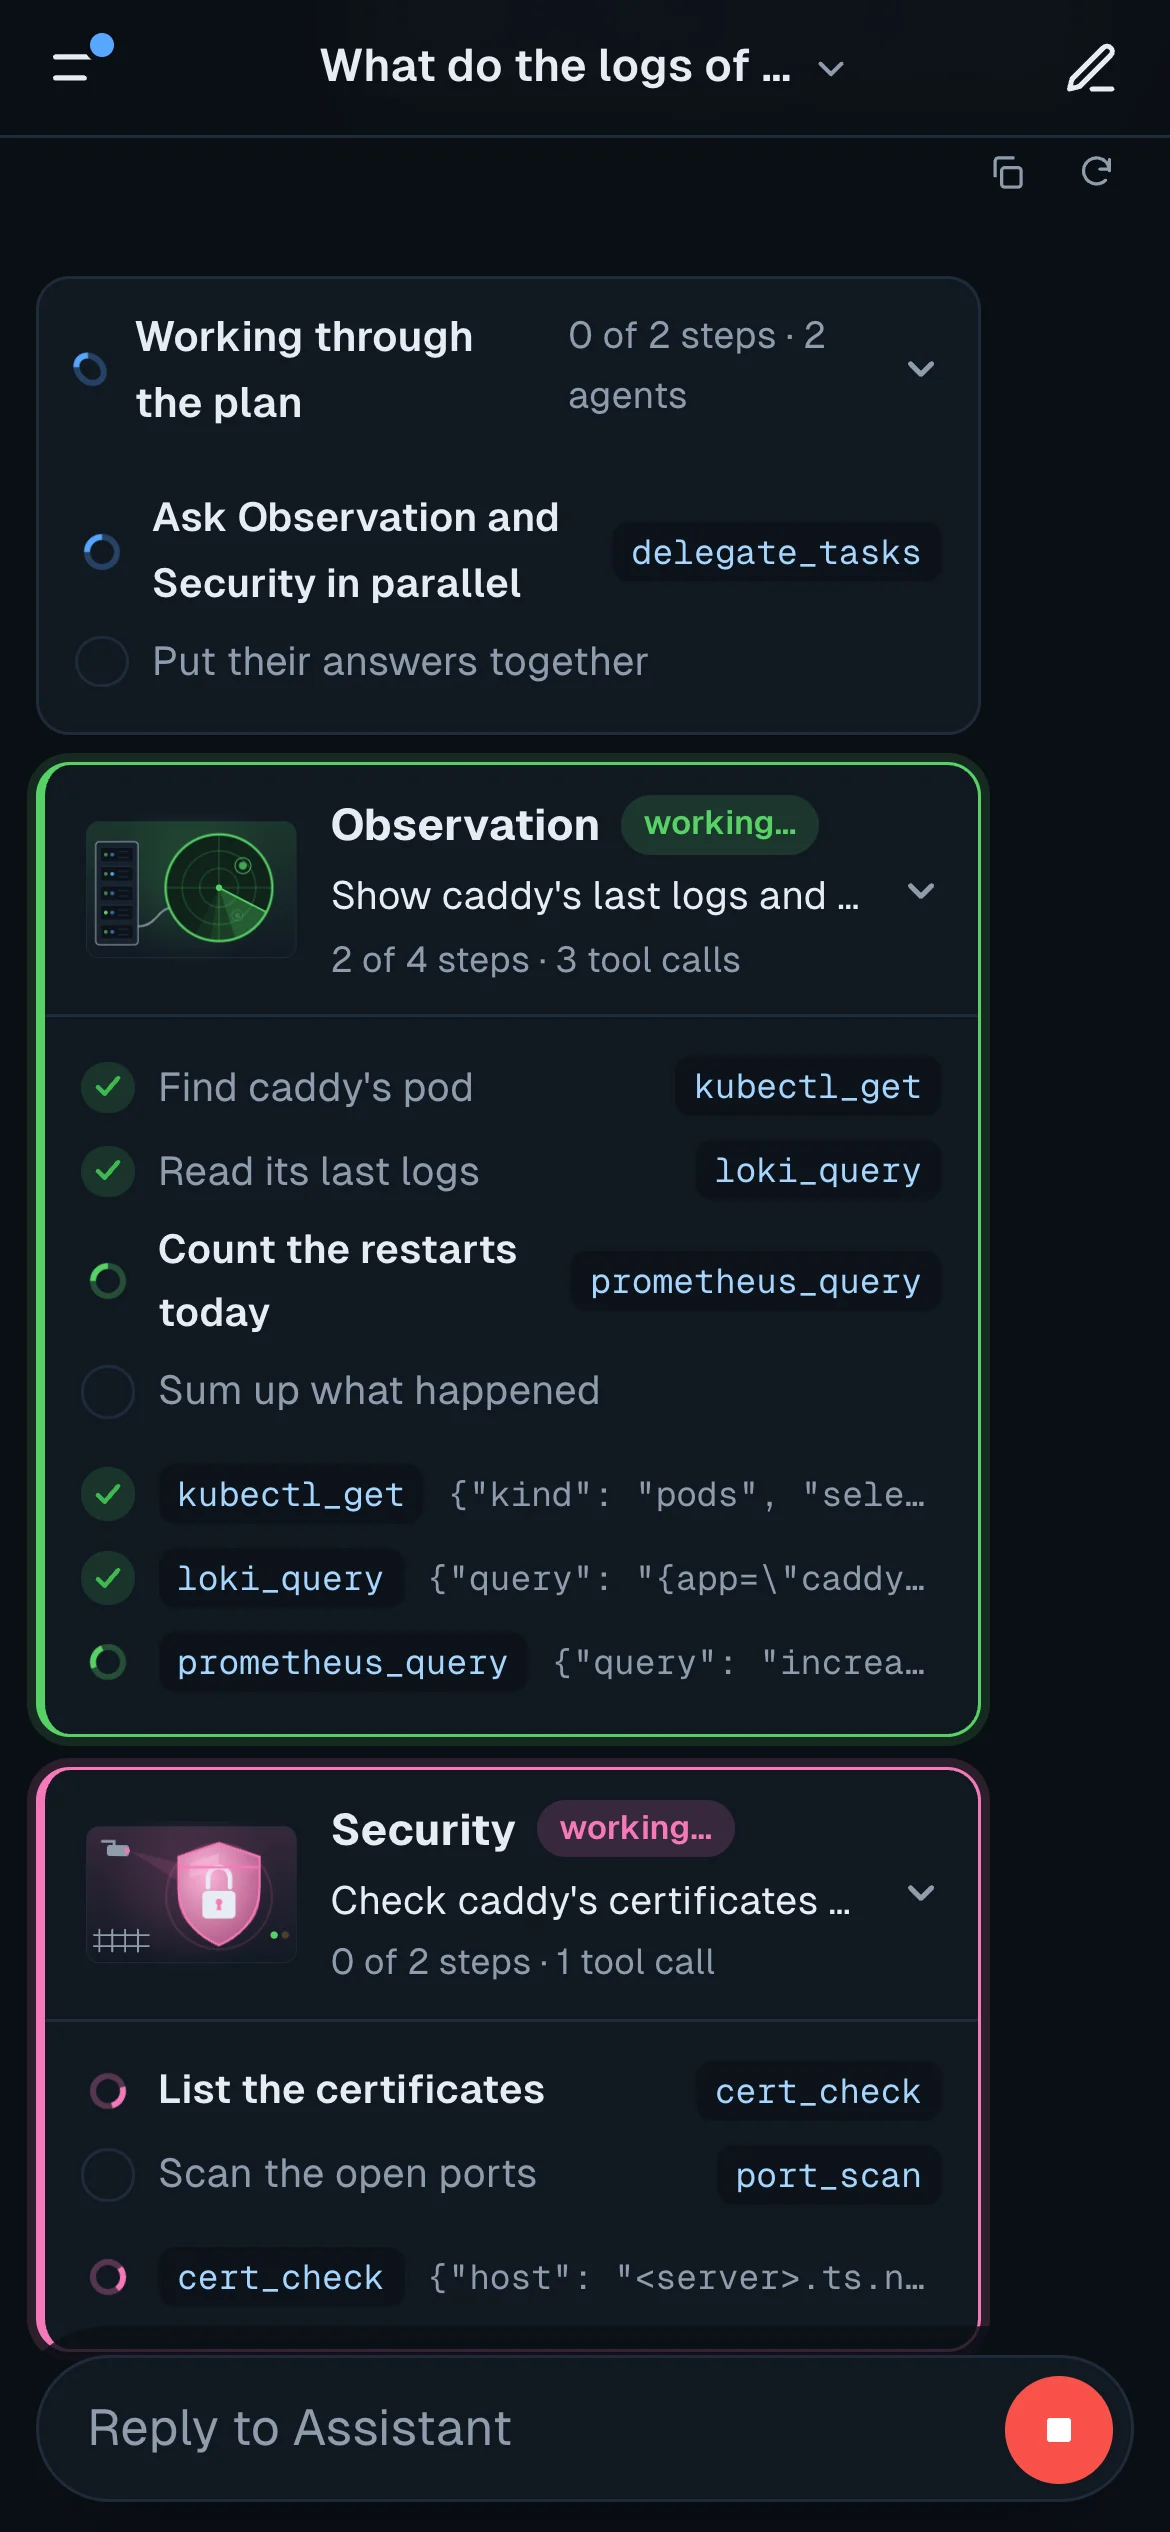 What do the logs of ...
Working through
the plan
0 of 2 steps · 2
agents
Ask Observation and
Security in parallel
delegate_tasks
Put their answers together
Observation
working...
Show caddy's last logs and ...
2 of 4 steps · 3 tool calls
Find caddy's pod
kubectl_get
Read its last logs
loki_query
Count the restarts
today
prometheus_query
Sum up what happened
kubectl_get {"kind": "pods", "sele…
loki_query {"query": "{app=\"caddy…
prometheus_query {"query": "increa…
Security
working...
Check caddy's certificates ...
0 of 2 steps · 1 tool call
List the certificates
cert_check
Scan the open ports
port_scan
cert_check {"host": "<server>.ts.n…
Reply to Assistant